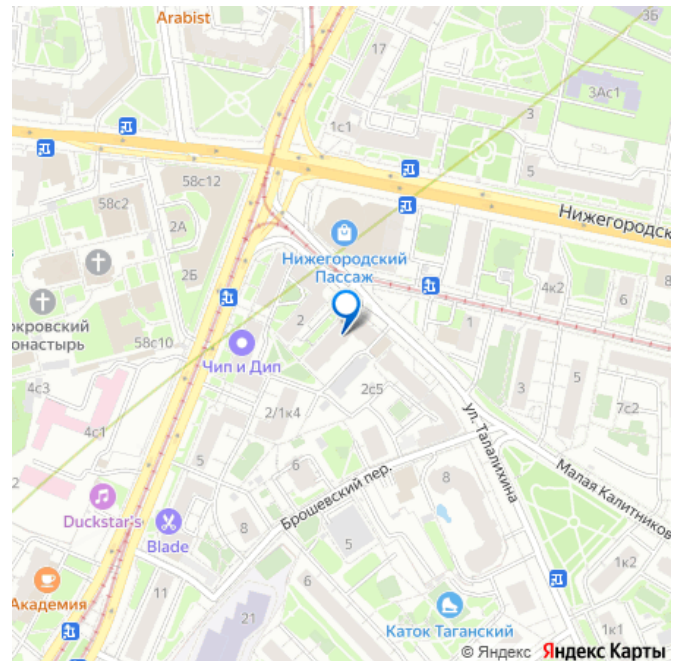 Arabist
17
3Б
3Ас1
1с1
3
5
58с12
58с2
2А
2Б
Нижегородск
Нижегородский
Пассаж
4к2
6
8
окровский
онастырь
58с10
2
1
Чип и Дип
3
5
4с3
2с5
7с2
4с1
2/1к4
ул. Талалихина
2
5
6
Брошевский пер.
8
Малая Калитников
Duckstar's
Blade
8
5
6
1к2
Академия
11
21
Каток Таганский
1к1
© Яндекс Яндекс Карты